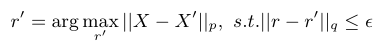 r′ = arg max_{r′} ||X − X′||_p, s.t.||r − r′||_q ≤ ϵ